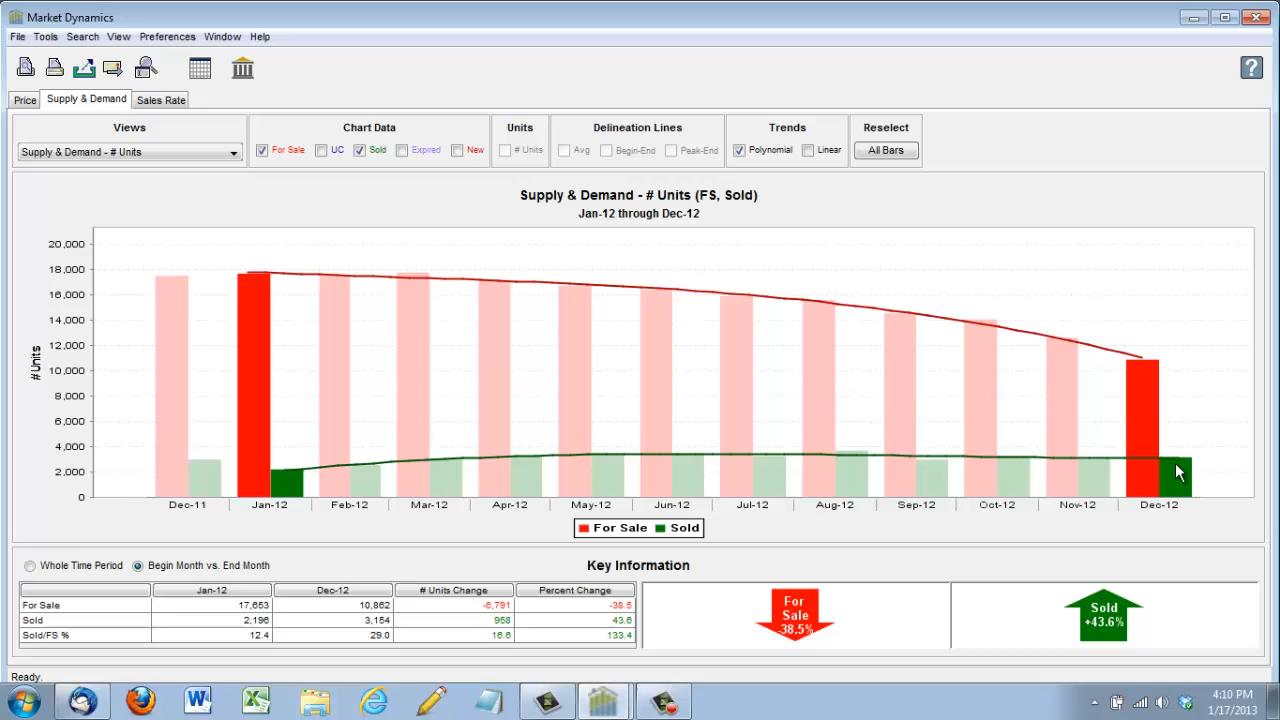 Market Dynamics
File Tools Search View Preferences Window Help
?
Price Supply & Demand Sales Rate
Views Chart Data Units Delineation Lines Trends Reselect
Supply & Demand - # Units For Sale UC Sold Expired New # Units Avg Begin-End Peak-End Polynomial Linear All Bars
Supply & Demand - # Units (FS, Sold)
Jan-12 through Dec-12
20,000
18,000
16,000
14,000
12,000
10,000
8,000
6,000
4,000
2,000
0
# Units
Dec-11 Jan-12 Feb-12 Mar-12 Apr-12 May-12 Jun-12 Jul-12 Aug-12 Sep-12 Oct-12 Nov-12 Dec-12
For Sale Sold
Whole Time Period Begin Month vs. End Month Key Information
Jan-12 Dec-12 # Units Change Percent Change
For Sale 17,653 10,862 -6,791 -38.5
Sold 2,196 3,154 958 43.6
Sold/FS % 12.4 29.0 16.6 133.4
For
Sale
-38.5%
Sold
+43.6%
Ready.
4:10 PM
1/17/2013